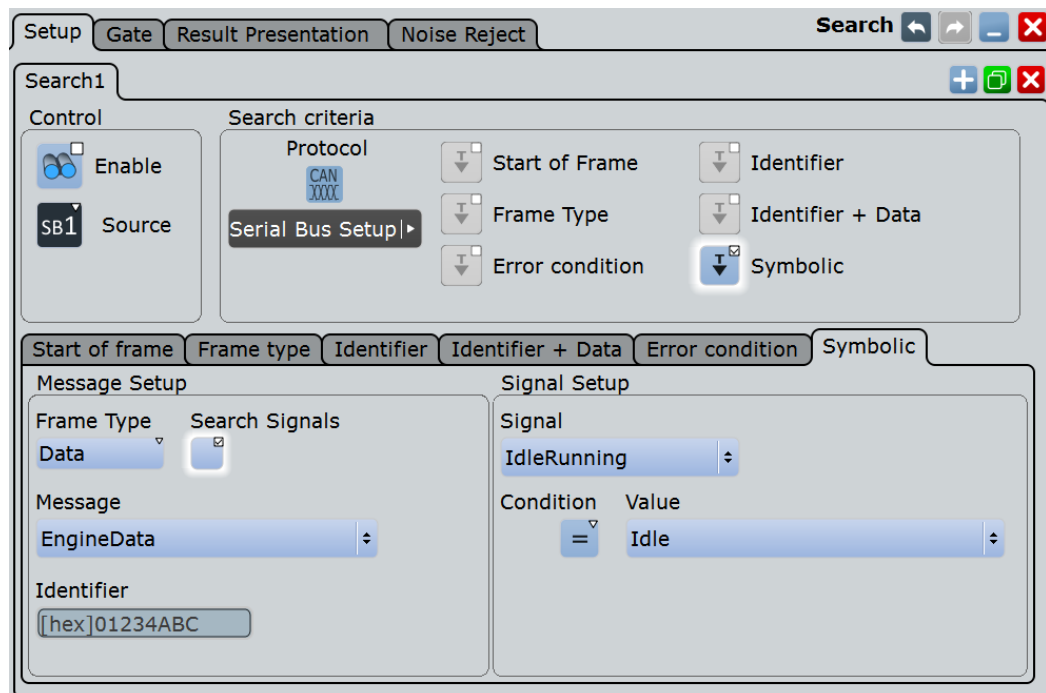 Setup
Gate
Result Presentation
Noise Reject
Search
Search1
Control
Search criteria
Enable
SB1
Source
Protocol
CAN
Serial Bus Setup
T
Start of Frame
T
Identifier
T
Frame Type
T
Identifier + Data
T
Error condition
T
Symbolic
Start of frame
Frame type
Identifier
Identifier + Data
Error condition
Symbolic
Message Setup
Frame Type
Search Signals
Data
Message
EngineData
Identifier
[hex]01234ABC
Signal Setup
Signal
IdleRunning
Condition
Value
=
Idle